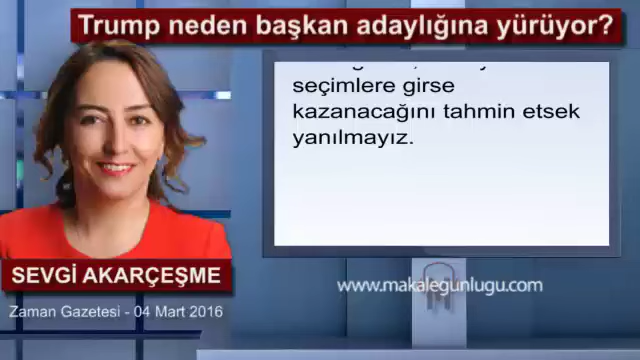 Trump neden başkan adaylığına yürüyor?
seçimlere girse
kazanacağını tahmin etsek
yanılmayız.
SEVGİ AKARÇEŞME
Zaman Gazetesi - 04 Mart 2016
www.makalegunlugu.com